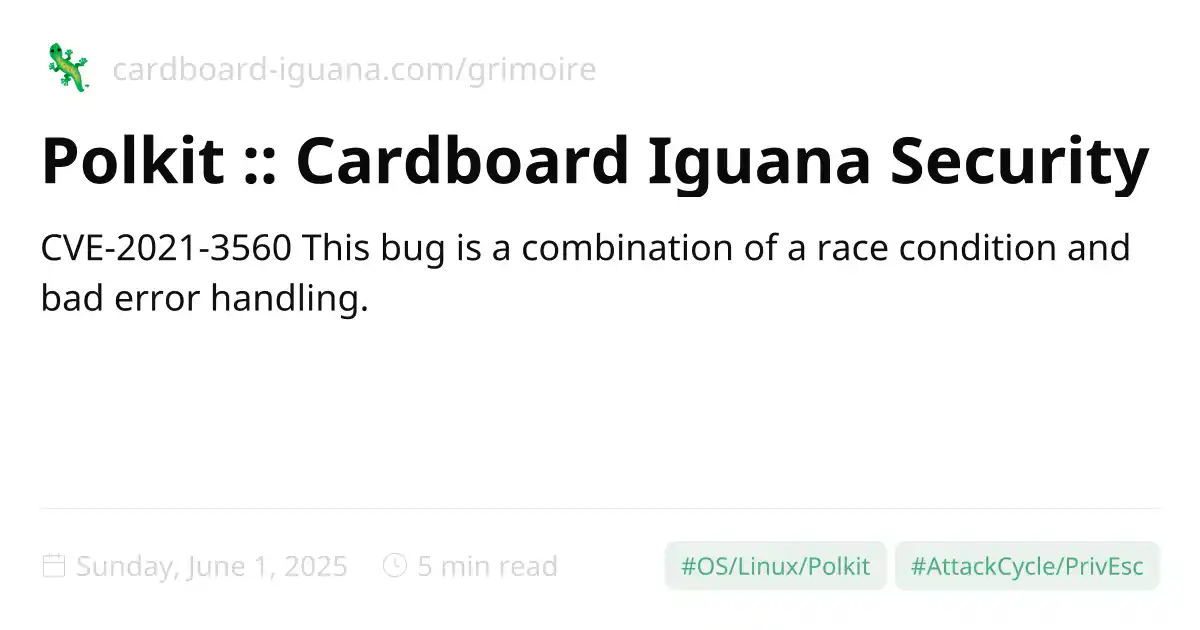 cardboard-iguana.com/grimoire
Polkit :: Cardboard Iguana Security
CVE-2021-3560 This bug is a combination of a race condition and
bad error handling.
Sunday, June 1, 2025 5 min read #OS/Linux/Polkit #AttackCycle/PrivEsc